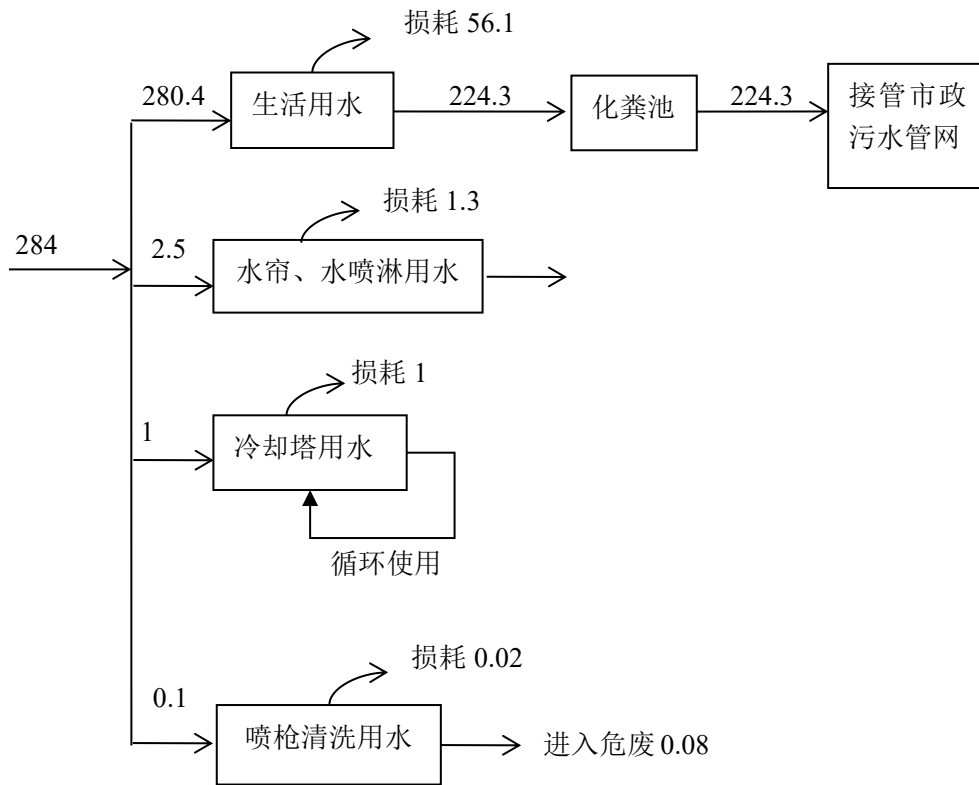 损耗 56.1
280.4
生活用水
224.3
化粪池
224.3
接管市政
污水管网
损耗 1.3
284
2.5
水帘、水喷淋用水
损耗 1
1
冷却塔用水
循环使用
损耗 0.02
0.1
喷枪清洗用水
进入危废 0.08